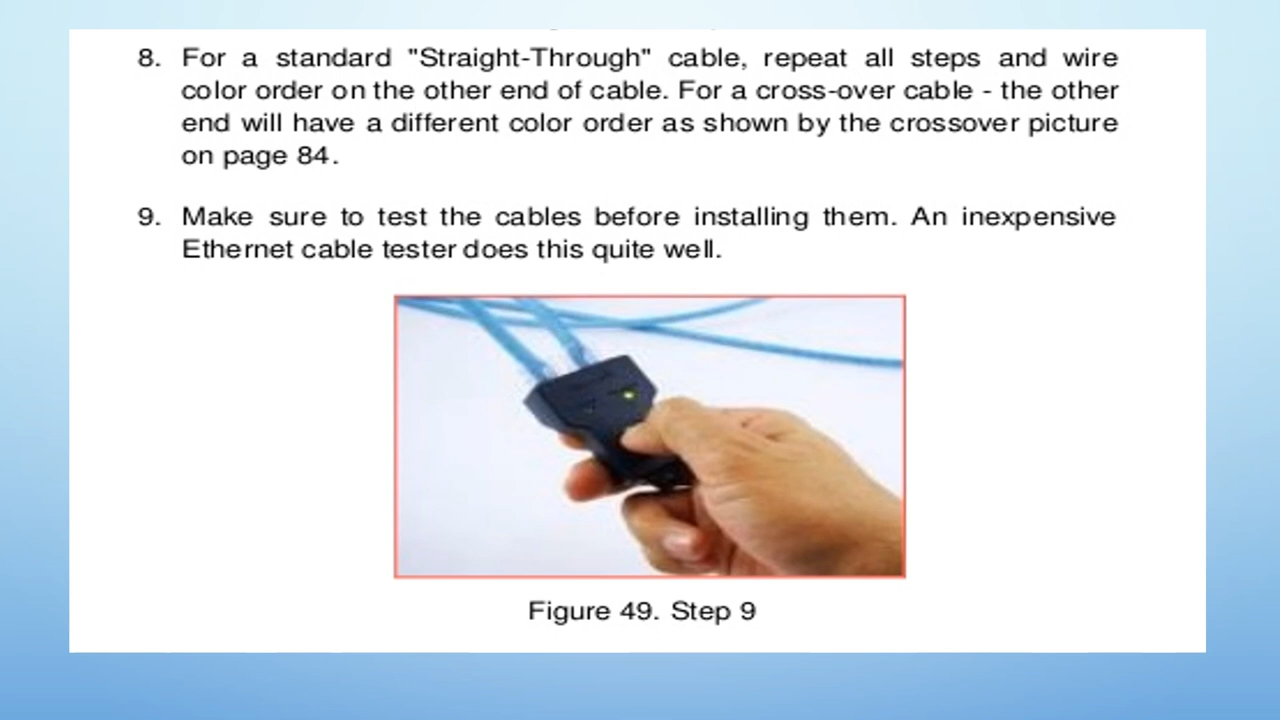 8. For a standard "Straight-Through" cable, repeat all steps and wire
color order on the other end of cable. For a cross-over cable - the other
end will have a different color order as shown by the crossover picture
on page 84.
9. Make sure to test the cables before installing them. An inexpensive
Ethernet cable tester does this quite well.
Figure 49. Step 9